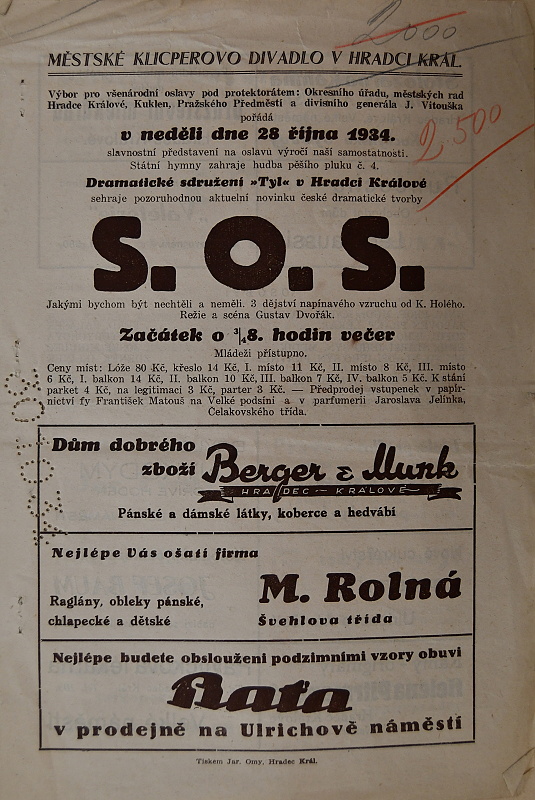 2000
MĚSTSKÉ KLICPEROVO DIVADLO V HRADCI KRÁL.
Výbor pro všenárodní oslavy pod protektorátem: Okresního úřadu, městských rad
Hradce Králové, Kuklen, Pražského Předměstí a divisního generála J. Vitouška
pořádá
v neděli dne 28 října 1934.
slavnostní představení na oslavu výročí naší samostatnosti.
Státní hymny zahraje hudba pěšího pluku č. 4.
2,500
Dramatické sdružení »Tyl« v Hradci Králové
sehraje pozoruhodnou aktuelní novinku české dramatické tvorby
S. O. S.
Jakými bychom být nechtěli a neměli. 3 dějství napínavého vzruchu od K. Holého.
Režie a scéna Gustav Dvořák.
Začátek o ¾8. hodin večer
Mládeži přístupno.
Ceny míst: Lóže 80 Kč, křeslo 14 Kč, I. místo 11 Kč, II. místo 8 Kč, III. místo
6 Kč, I. balkon 14 Kč, II. balkon 10 Kč, III. balkon 7 Kč, IV. balkon 5 Kč. K stání
parket 4 Kč, na legitimaci 3 Kč, parter 3 Kč. — Předprodej vstupenek v papír-
nictví fy František Matouš na Velké podsíni a v parfumerii Jaroslava Jelínka,
Čelakovského třída.
Dům dobrého
zboží Berger & Munk
HRADEC - KRÁLOVÉ
Pánské a dámské látky, koberce a hedvábí
Nejlépe Vás ošatí firma
M. Rolná
Raglány, obleky pánské,
chlapecké a dětské
Švehlova třída
Nejlépe budete obslouženi podzimními vzory obuvi
Baťa
v prodejně na Ulrichově náměstí
Tiskem Jar. Omy, Hradec Král.